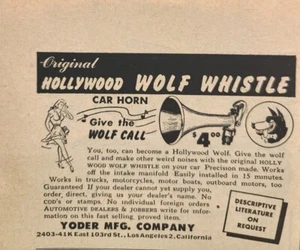 Original
HOLLYWOOD WOLF WHISTLE
CAR HORN
Give the
WOLF CALL
$4.00
You, too, can become a Hollywood Wolf. Give the wolf
call and make other weird noises with the original HOLLY
WOOD WOLF WHISTLE on your car Precision made. Works
off the intake manifold Easily installed in 15 minutes.
Works in trucks, motorcycles, motor boats, outboard motors, too
Guaranteed If your dealer cannot yet supply you,
order, direct, giving us your dealer's name. No
COD's or stamps. No individual foreign orders.
AUTOMOTIVE DEALERS & JOBBERS write for infor-
mation on this fast selling, proved item.
DESCRIPTIVE
LITERATURE
ON
REQUEST
YODER MFG. COMPANY
2403-41K East 103rd St., Los Angeles 2, California